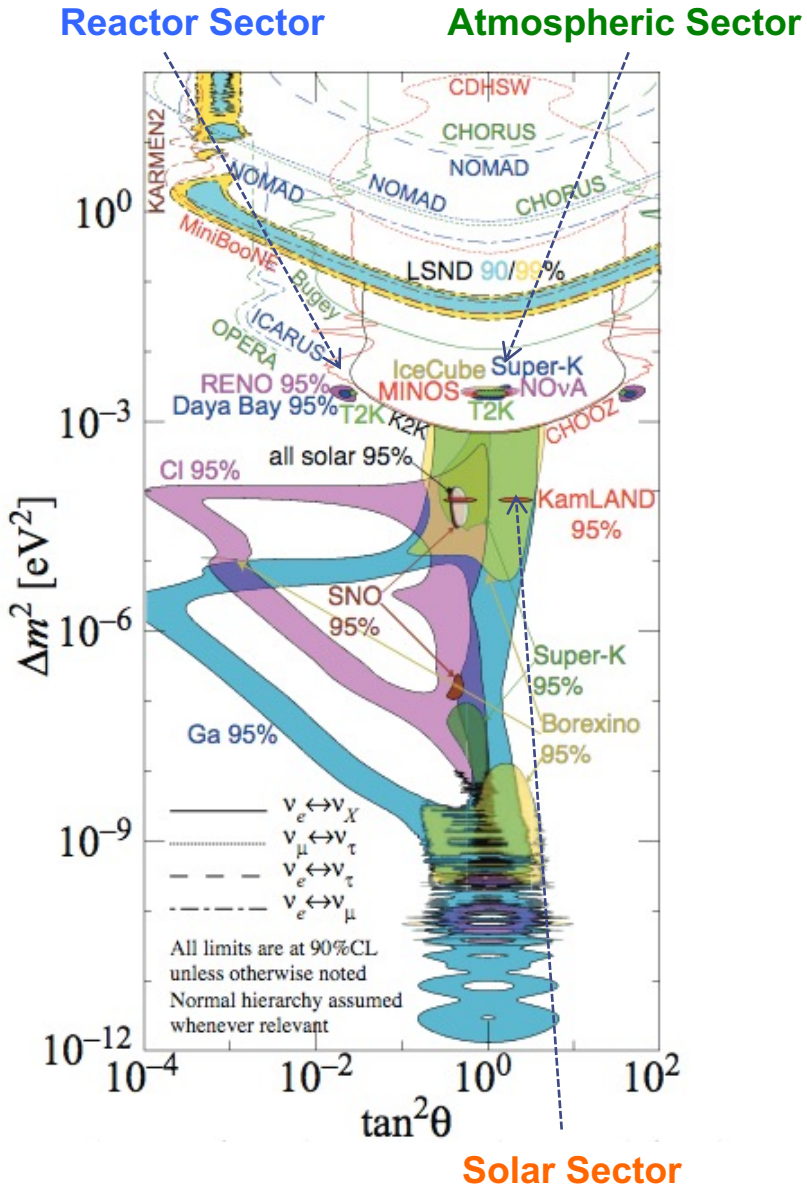 Reactor Sector
Atmospheric Sector
CDHSW
KARMEN2
CHORUS
NOMAD
NOMAD
NOMAD
CHORUS
10⁰
MiniBooNE
LSND 90/99%
Bugey
ICARUS
OPERA
IceCube
Super-K
RENO 95%
MINOS
NOνA
Daya Bay 95%
T2K
T2K
10⁻³
K2K
CHOOZ
all solar 95%
Cl 95%
KamLAND
95%
Δm² [eV²]
SNO
95%
10⁻⁶
Super-K
95%
Ga 95%
Borexino
95%
νe↔νX
10⁻⁹
νμ↔ντ
νe↔ντ
νe↔νμ
All limits are at 90%CL
unless otherwise noted
Normal hierarchy assumed
whenever relevant
10⁻¹²
10⁻⁴
10⁻²
10⁰
10²
tan²θ
Solar Sector